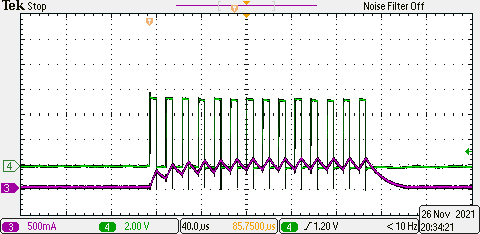 Tek Stop
Noise Filter Off
T
4
3
3 500mA
4 2.00 V
40.0µs
85.7500µs
4 1.20 V
< 10 Hz
26 Nov 2021
20:34:21